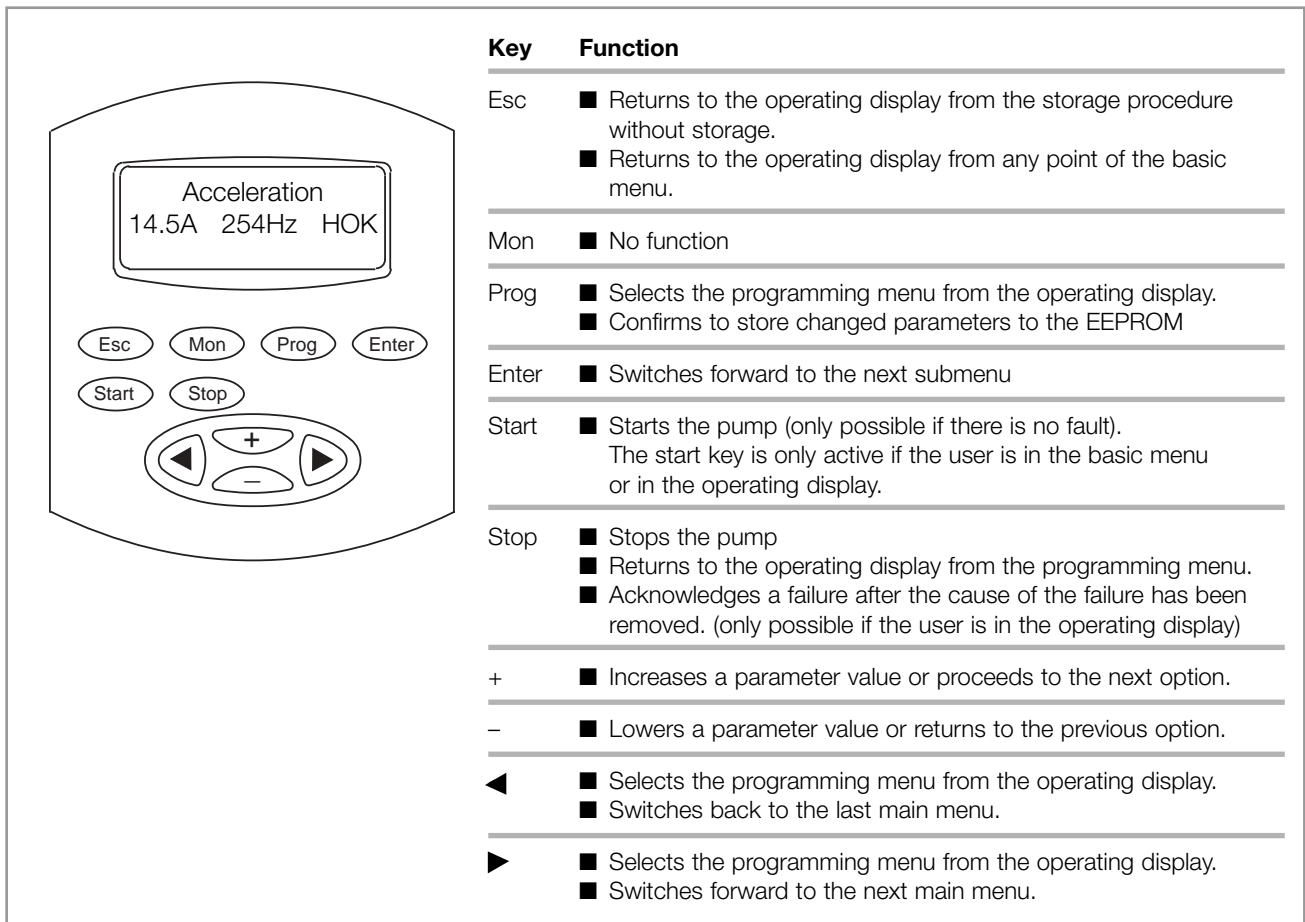 Acceleration
14.5A 254Hz HOK
Esc Mon Prog Enter
Start Stop
+
–
Key Function
Esc ■ Returns to the operating display from the storage procedure
without storage.
■ Returns to the operating display from any point of the basic
menu.
Mon ■ No function
Prog ■ Selects the programming menu from the operating display.
■ Confirms to store changed parameters to the EEPROM
Enter ■ Switches forward to the next submenu
Start ■ Starts the pump (only possible if there is no fault).
The start key is only active if the user is in the basic menu
or in the operating display.
Stop ■ Stops the pump
■ Returns to the operating display from the programming menu.
■ Acknowledges a failure after the cause of the failure has been
removed. (only possible if the user is in the operating display)
+ ■ Increases a parameter value or proceeds to the next option.
– ■ Lowers a parameter value or returns to the previous option.
◀ ■ Selects the programming menu from the operating display.
■ Switches back to the last main menu.
▶ ■ Selects the programming menu from the operating display.
■ Switches forward to the next main menu.